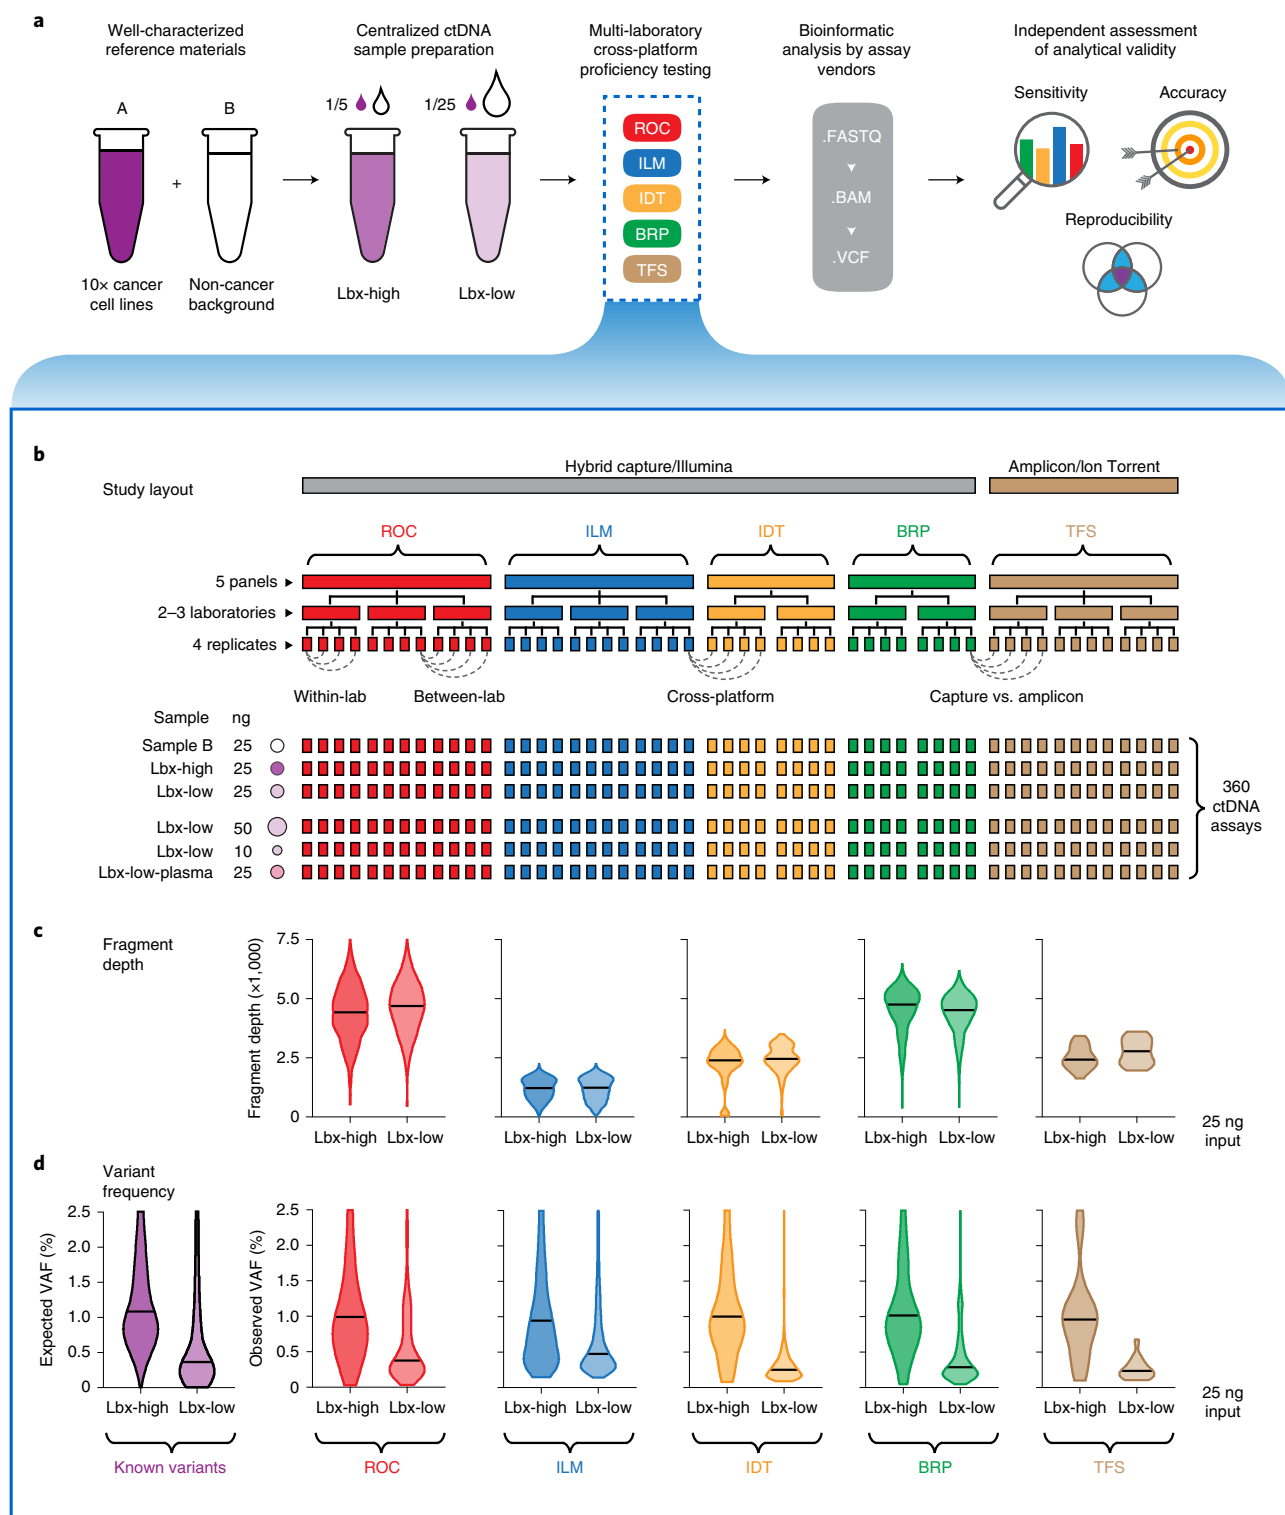 a
Well-characterized
reference materials
Centralized ctDNA
sample preparation
Multi-laboratory
cross-platform
proficiency testing
Bioinformatic
analysis by assay
vendors
Independent assessment
of analytical validity
A
B
+
1/5
1/25
ROC
ILM
IDT
BRP
TFS
.FASTQ
.BAM
.VCF
Sensitivity
Accuracy
Reproducibility
10× cancer
cell lines
Non-cancer
background
Lbx-high
Lbx-low
b
Study layout
Hybrid capture/Illumina
Amplicon/Ion Torrent
ROC
ILM
IDT
BRP
TFS
5 panels
2–3 laboratories
4 replicates
Within-lab
Between-lab
Cross-platform
Capture vs. amplicon
Sample ng
Sample B 25
Lbx-high 25
Lbx-low 25
Lbx-low 50
Lbx-low 10
Lbx-low-plasma 25
360
ctDNA
assays
c
Fragment
depth
Fragment depth (×1,000)
7.5
5.0
2.5
0
Lbx-high Lbx-low
Lbx-high Lbx-low
Lbx-high Lbx-low
Lbx-high Lbx-low
Lbx-high Lbx-low
25 ng
input
d
Variant
frequency
Expected VAF (%)
2.5
2.0
1.5
1.0
0.5
0
Observed VAF (%)
2.5
2.0
1.5
1.0
0.5
0
Lbx-high Lbx-low
Lbx-high Lbx-low
Lbx-high Lbx-low
Lbx-high Lbx-low
Lbx-high Lbx-low
Lbx-high Lbx-low
25 ng
input
Known variants
ROC
ILM
IDT
BRP
TFS